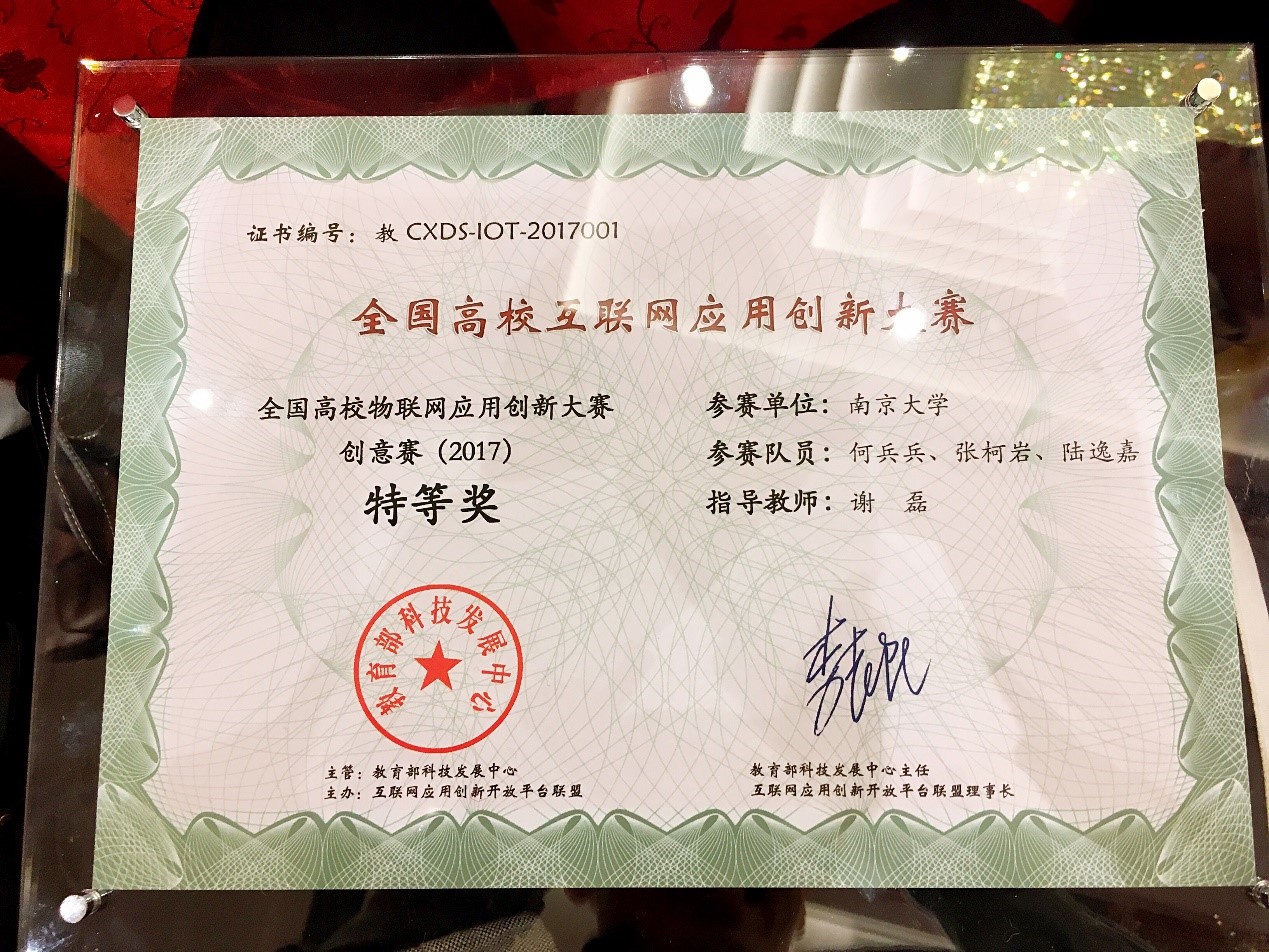 证书编号：教 CXDS-IOT-2017001
全国高校互联网应用创新大赛
全国高校物联网应用创新大赛
创意赛（2017）
特等奖
参赛单位：南京大学
参赛队员：何兵兵、张柯岩、陆逸嘉
指导教师：谢 磊
教育部科技发展中心
主管：教育部科技发展中心
主办：互联网应用创新开放平台联盟
教育部科技发展中心主任
互联网应用创新开放平台联盟理事长